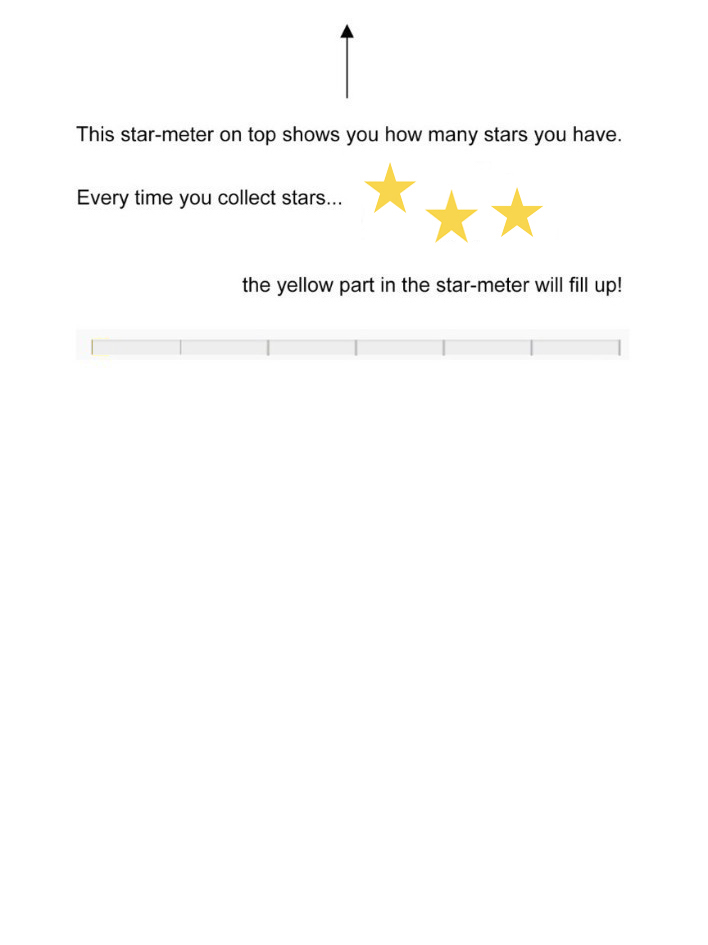 This star-meter on top shows you how many stars you have.
Every time you collect stars...
the yellow part in the star-meter will fill up!